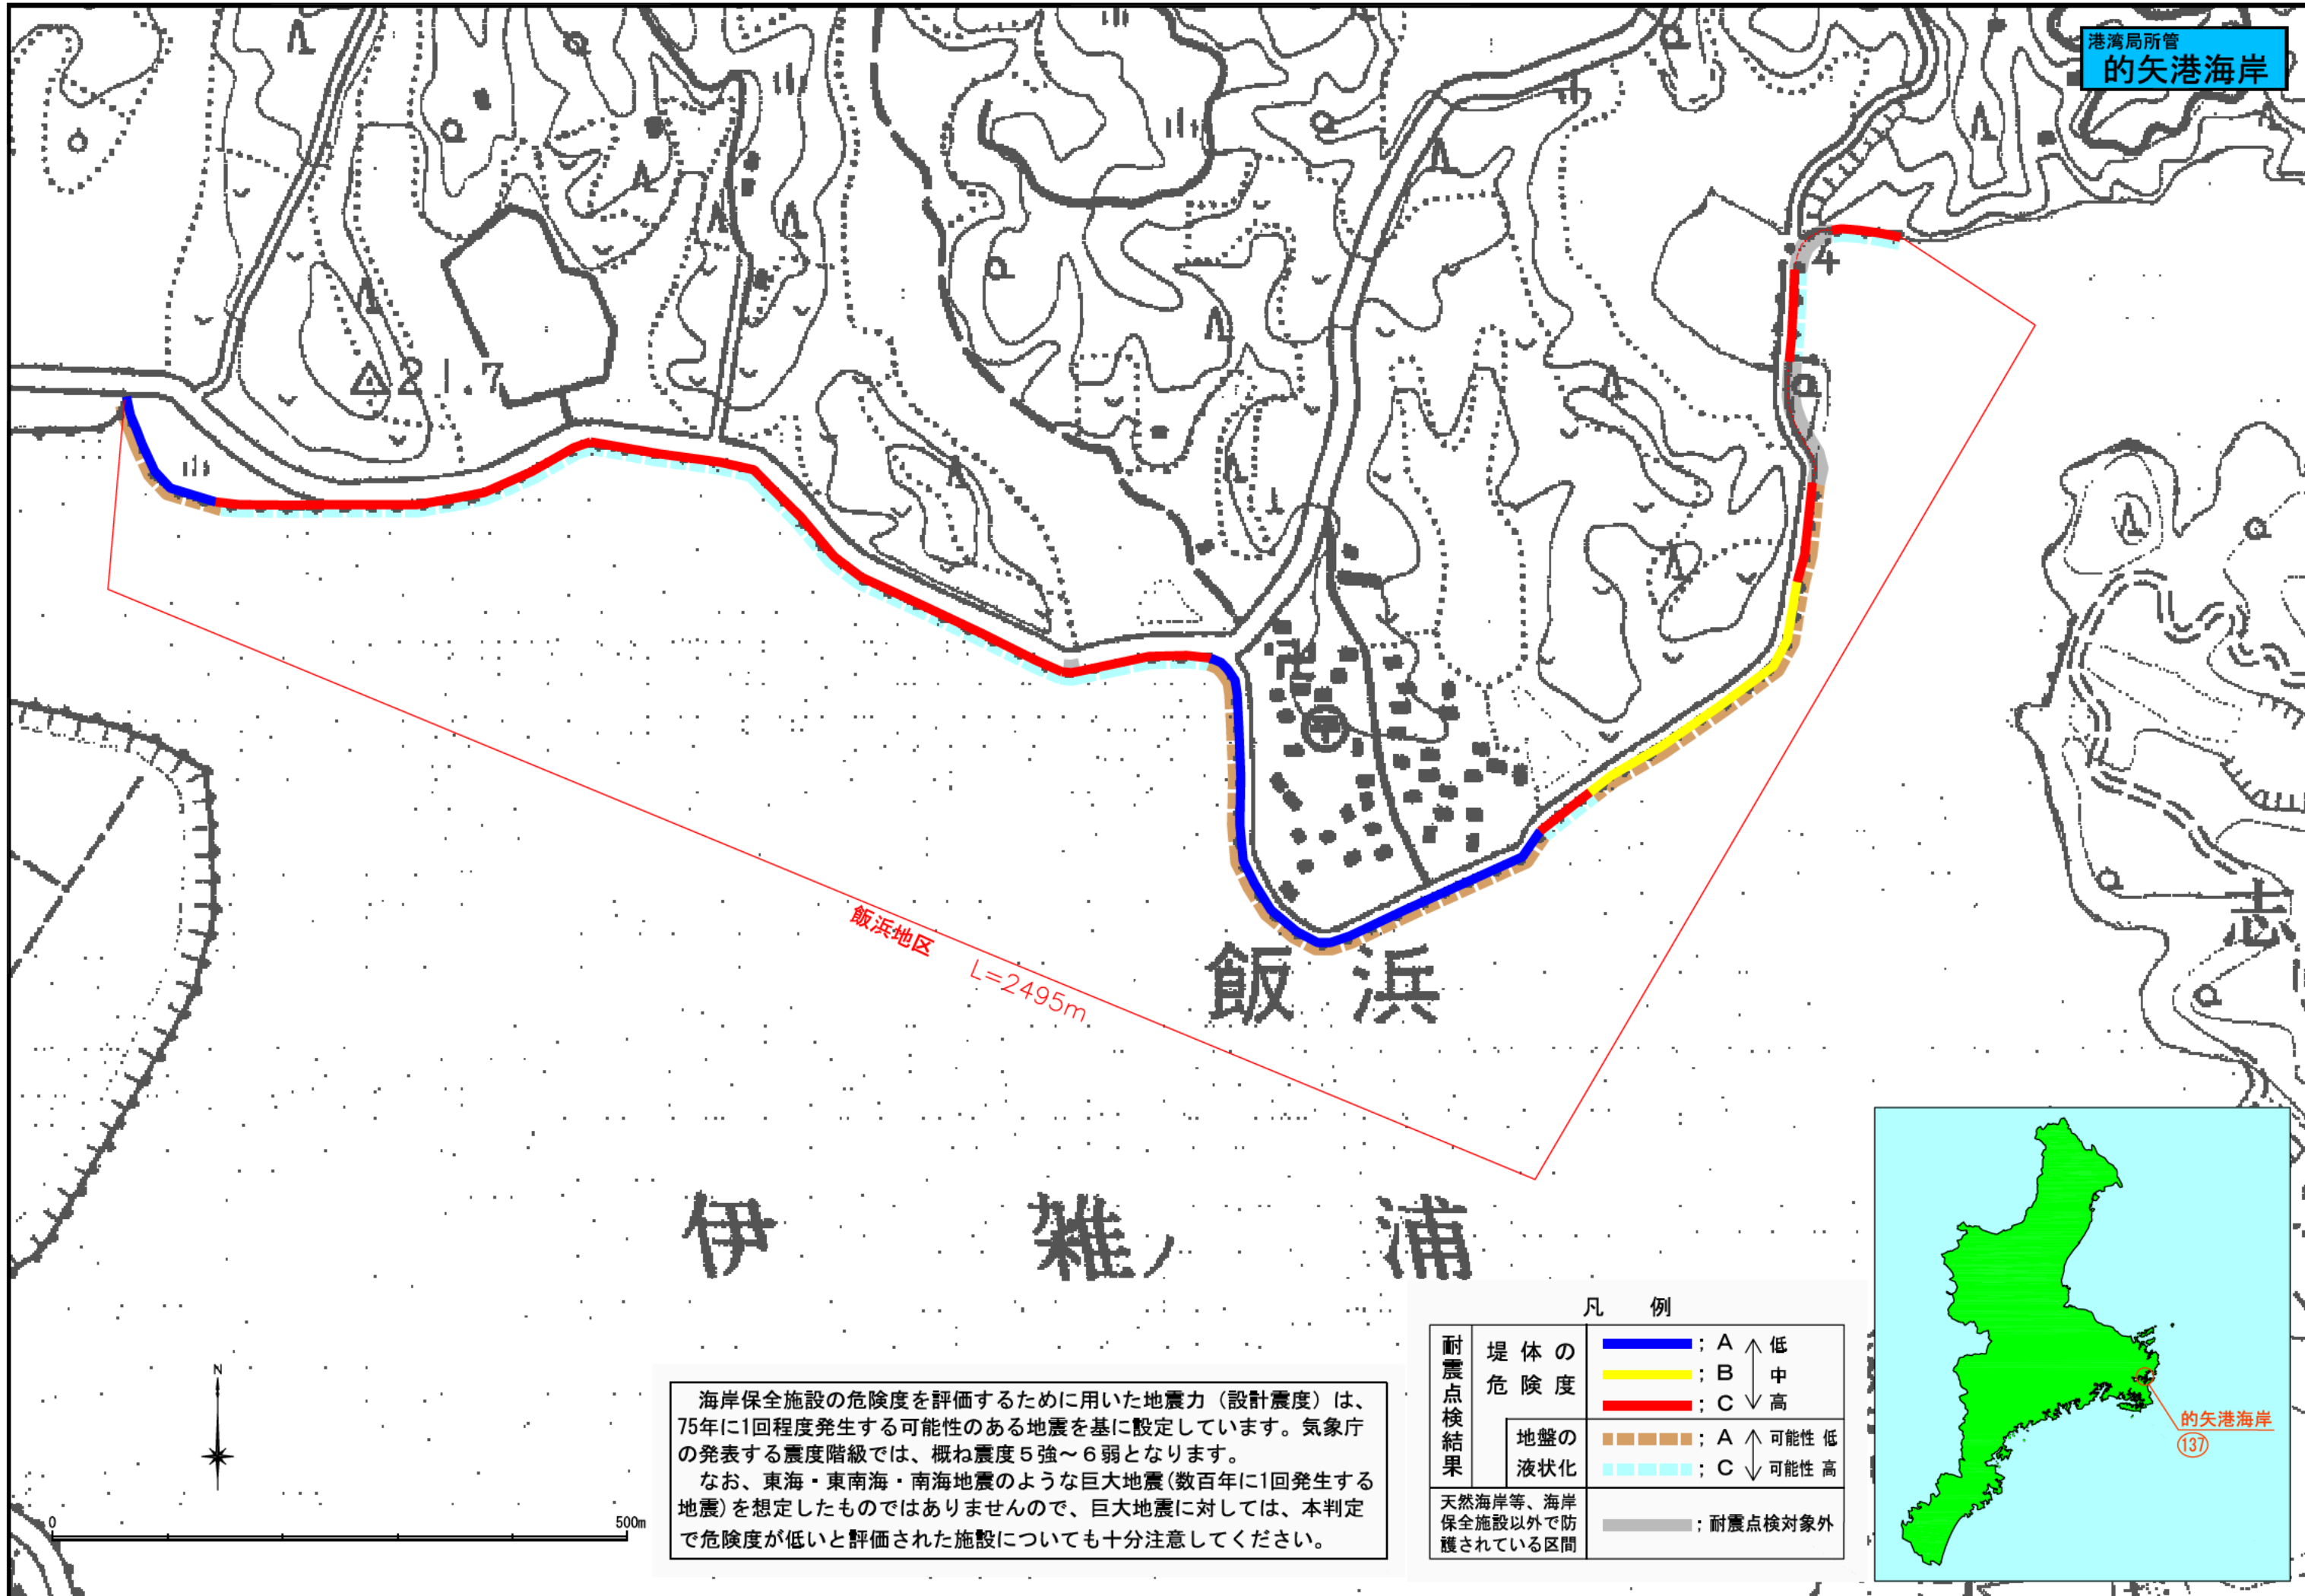 港湾局所管
的矢港海岸
21.7
4
飯浜地区
L=2495m
飯浜
志
伊雑ノ浦
N
0
500m
海岸保全施設の危険度を評価するために用いた地震力（設計震度）は、
75年に1回程度発生する可能性のある地震を基に設定しています。気象庁
の発表する震度階級では、概ね震度５強～６弱となります。
なお、東海・東南海・南海地震のような巨大地震(数百年に1回発生する
地震)を想定したものではありませんので、巨大地震に対しては、本判定
で危険度が低いと評価された施設についても十分注意してください。
凡 例
耐震点検結果
堤体の
危険度
；A 低
；B 中
；C 高
地盤の
液状化
；A 可能性 低
；C 可能性 高
天然海岸等、海岸
保全施設以外で防
護されている区間
；耐震点検対象外
的矢港海岸
137